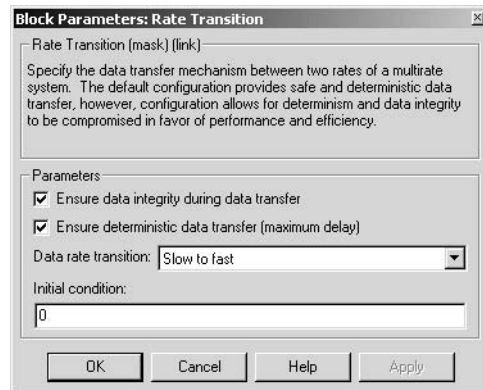 Block Parameters: Rate Transition
Rate Transition (mask) (link)
Specify the data transfer mechanism between two rates of a multirate
system. The default configuration provides safe and deterministic data
transfer, however, configuration allows for determinism and data integrity
to be compromised in favor of performance and efficiency.
Parameters
Ensure data integrity during data transfer
Ensure deterministic data transfer (maximum delay)
Data rate transition: Slow to fast
Initial condition:
0
OK Cancel Help Apply